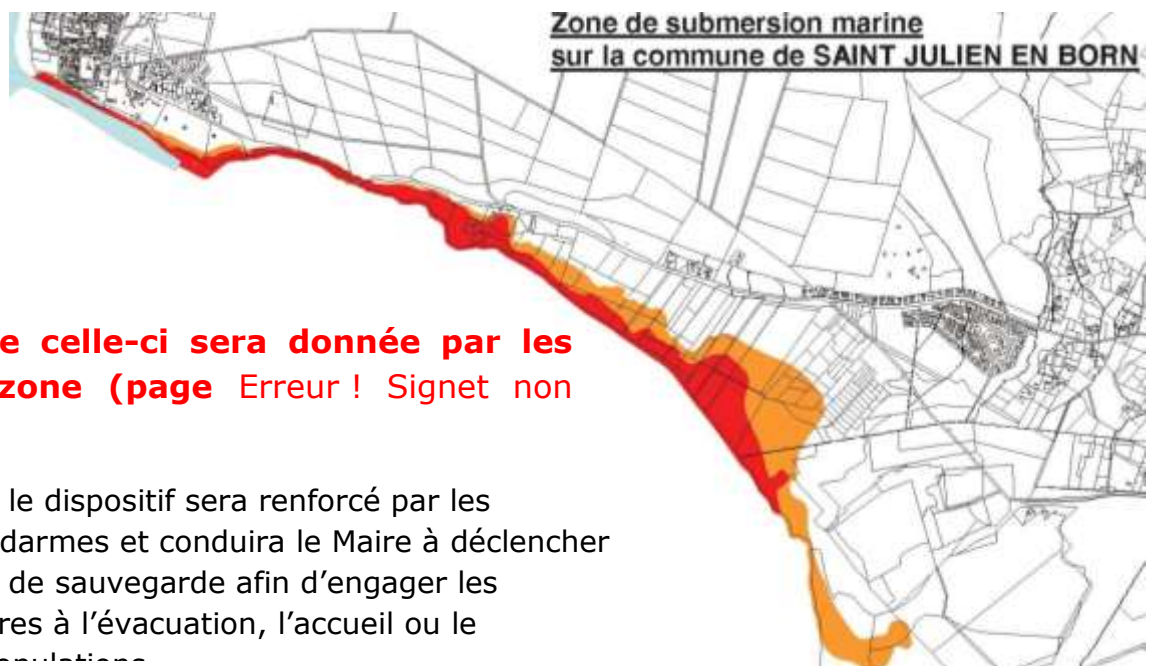 Zone de submersion marine
sur la commune de SAINT JULIEN EN BORN
e celle-ci sera donnée par les
zone (page Erreur ! Signet non
le dispositif sera renforcé par les
darmes et conduira le Maire à déclencher
de sauvegarde afin d’engager les
res à l’évacuation, l’accueil ou le